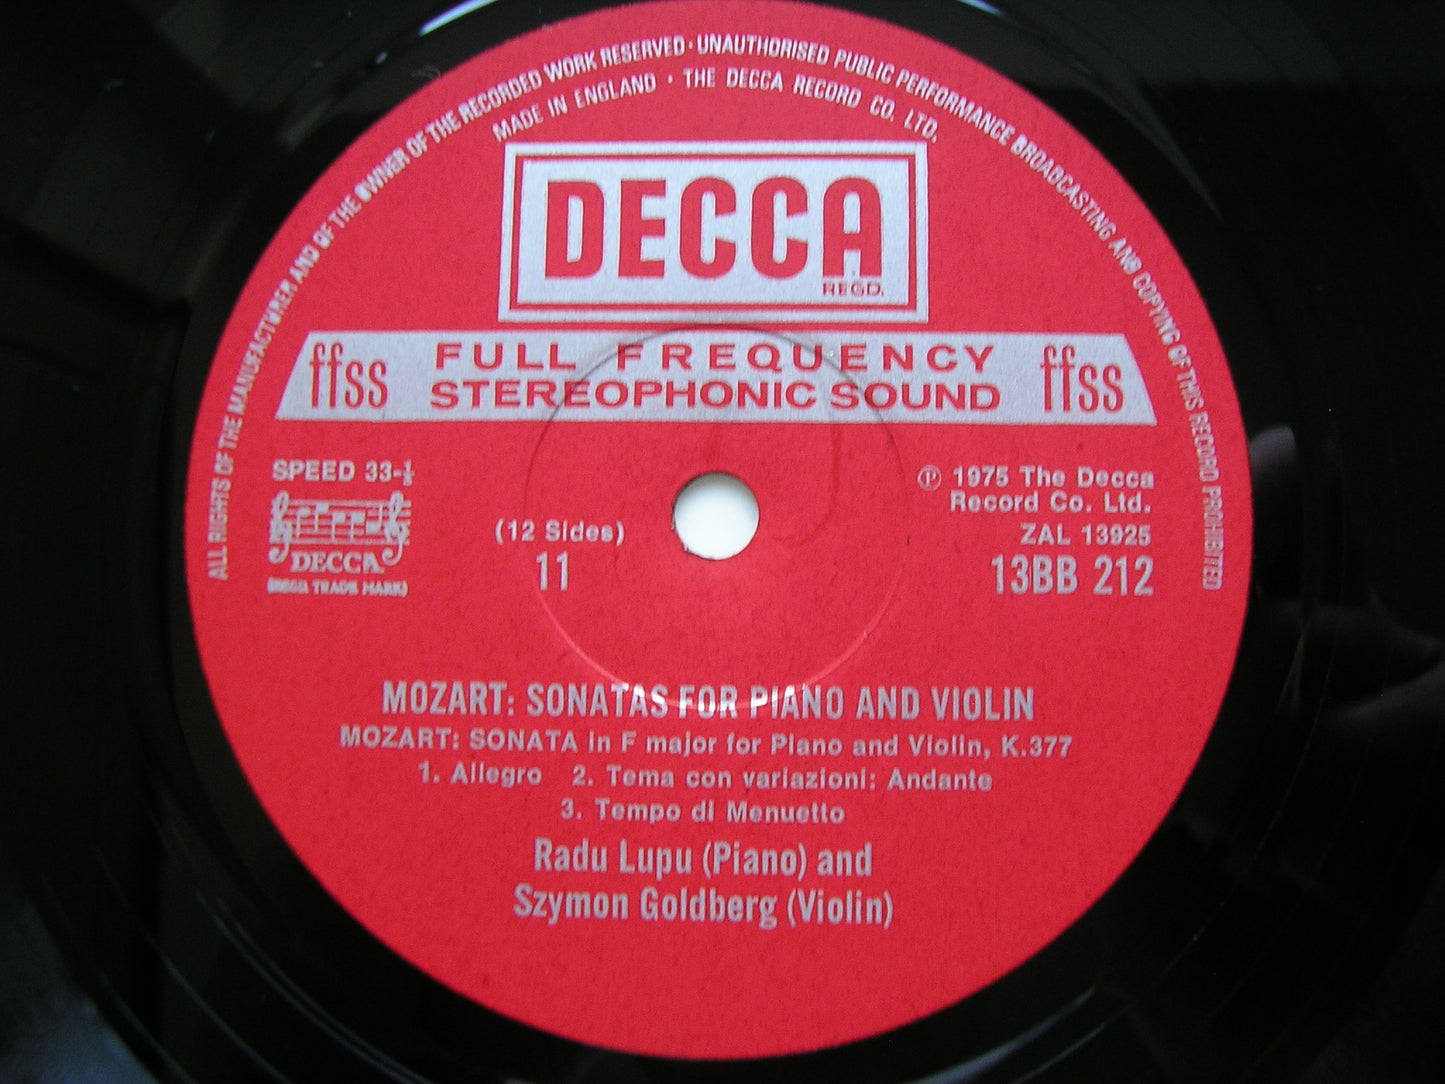 ALL RIGHTS OF THE MANUFACTURER AND OF THE OWNER OF THE RECORDED WORK RESERVED · UNAUTHORISED PUBLIC PERFORMANCE BROADCASTING AND COPYING OF THIS RECORD PROHIBITED
MADE IN ENGLAND · THE DECCA RECORD CO. LTD.
DECCA
REGD.
ffss FULL FREQUENCY ffss
STEREOPHONIC SOUND
SPEED 33-⅓
DECCA
(REGD TRADE MARK)
(12 Sides)
11
℗ 1975 The Decca
Record Co. Ltd.
ZAL 13925
13BB 212
MOZART: SONATAS FOR PIANO AND VIOLIN
MOZART: SONATA in F major for Piano and Violin, K.377
1. Allegro 2. Tema con variazioni: Andante
3. Tempo di Menuetto
Radu Lupu (Piano) and
Szymon Goldberg (Violin)